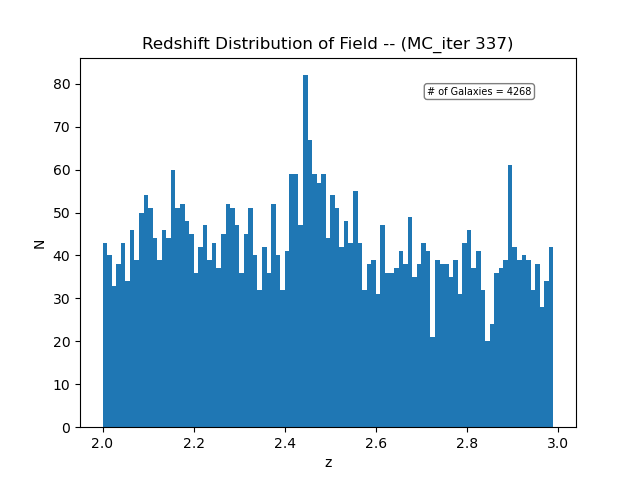 Redshift Distribution of Field -- (MC_iter 337)
# of Galaxies = 4268
80
70
60
50
40
30
20
10
0
N
2.0 2.2 2.4 2.6 2.8 3.0
z